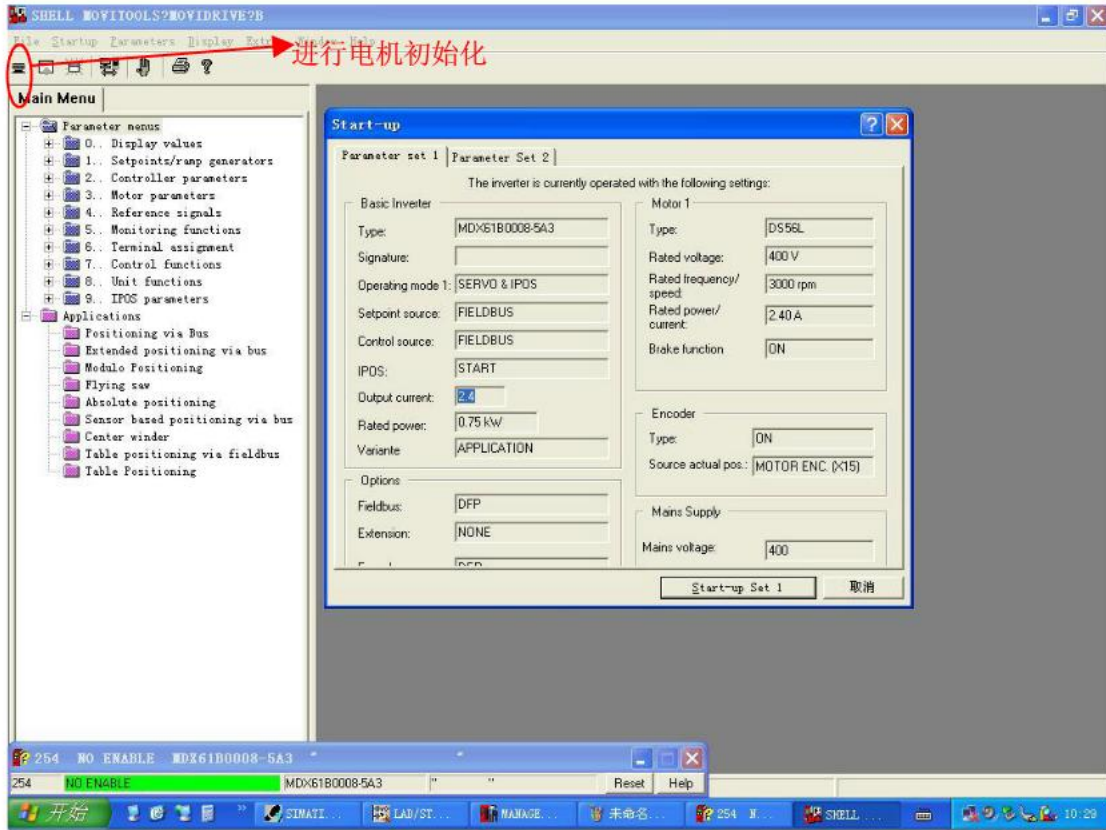 SHELL MOVITOOLS?MOVIDRIVE?B
File Startup Parameters Display
进行电机初始化
Main Menu
Parameter menus
0.. Display values
1.. Setpoints/ramp generators
2.. Controller parameters
3.. Motor parameters
4.. Reference signals
5.. Monitoring functions
6.. Terminal assignment
7.. Control functions
8.. Unit functions
9.. IPOS parameters
Applications
Positioning via Bus
Extended positioning via bus
Modulo Positioning
Flying saw
Absolute positioning
Sensor based positioning via bus
Center winder
Table positioning via fieldbus
Table Positioning
Start-up
Parameter set 1 Parameter Set 2
The inverter is currently operated with the following settings:
Basic Inverter
Type: MDX61B0008-5A3
Signature:
Operating mode 1: SERVO & IPOS
Setpoint source: FIELDBUS
Control source: FIELDBUS
IPOS: START
Output current: 2.4
Rated power: 0.75 kW
Variante APPLICATION
Options
Fieldbus: DFP
Extension: NONE
Motor 1
Type: DS56L
Rated voltage: 400 V
Rated frequency/
speed: 3000 rpm
Rated power/
current: 2.40 A
Brake function ON
Encoder
Type: ON
Source actual pos.: MOTOR ENC. (X15)
Mains Supply
Mains voltage: 400
Start-up Set 1 取消
254 NO ENABLE MDX61B0008-5A3 "        "
254 NO ENABLE MDX61B0008-5A3 " " Reset Help
开始 SIMATI... LAD/ST... MANAGE... 未命名... 254 N... SHELL ... 10:29